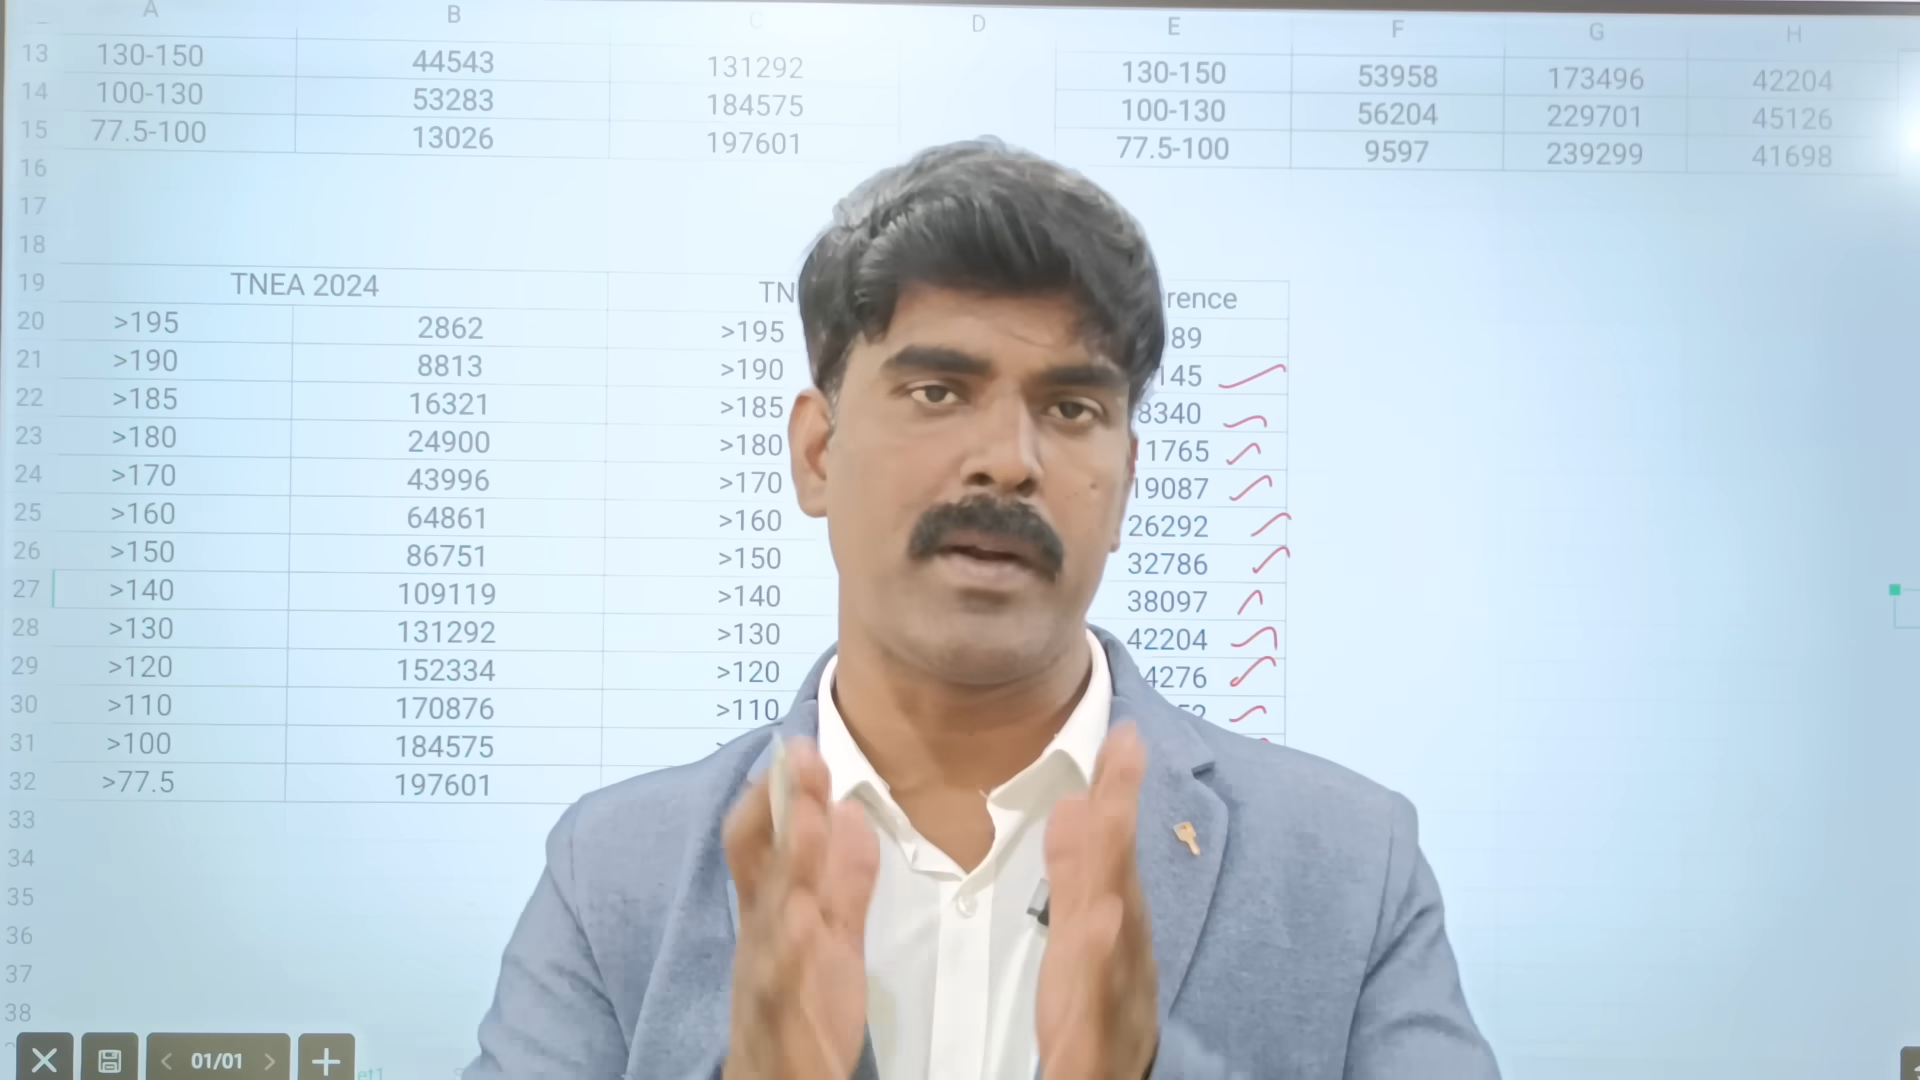 A B C D E F G H
13 130-150 44543 131292 130-150 53958 173496 42204
14 100-130 53283 184575 100-130 56204 229701 45126
15 77.5-100 13026 197601 77.5-100 9597 239299 41698
16
17
18
19 TNEA 2024
20 >195 2862 >195
21 >190 8813 >190
22 >185 16321 >185 8340
23 >180 24900 >180 11765
24 >170 43996 >170 19087
25 >160 64861 >160 26292
26 >150 86751 >150 32786
27 >140 109119 >140 38097
28 >130 131292 >130 42204
29 >120 152334 >120
30 >110 170876 >110
31 >100 184575
32 >77.5 197601
33
34
35
36
37
38
01/01